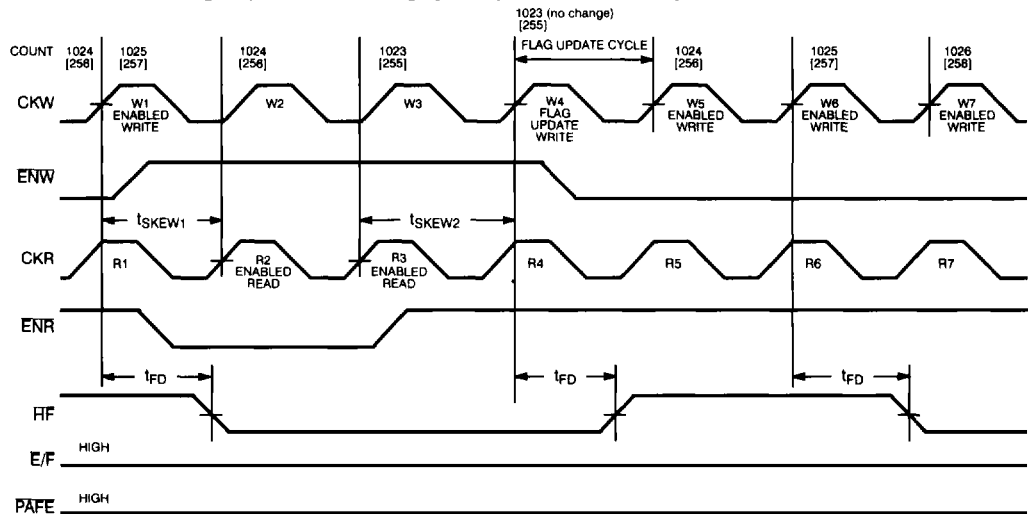 1023 (no change)
[255]
COUNT 1024 1025 1024 1023 FLAG UPDATE CYCLE 1024 1025 1026
[256] [257] [256] [255] [256] [257] [258]
CKW W1 ENABLED WRITE W2 W3 W4 FLAG UPDATE WRITE W5 ENABLED WRITE W6 ENABLED WRITE W7 ENABLED WRITE
ENW
tSKEW1 tSKEW2
CKR R1 R2 ENABLED READ R3 ENABLED READ R4 R5 R6 R7
ENR
tFD tFD tFD
HF
E/F HIGH
PAFE HIGH